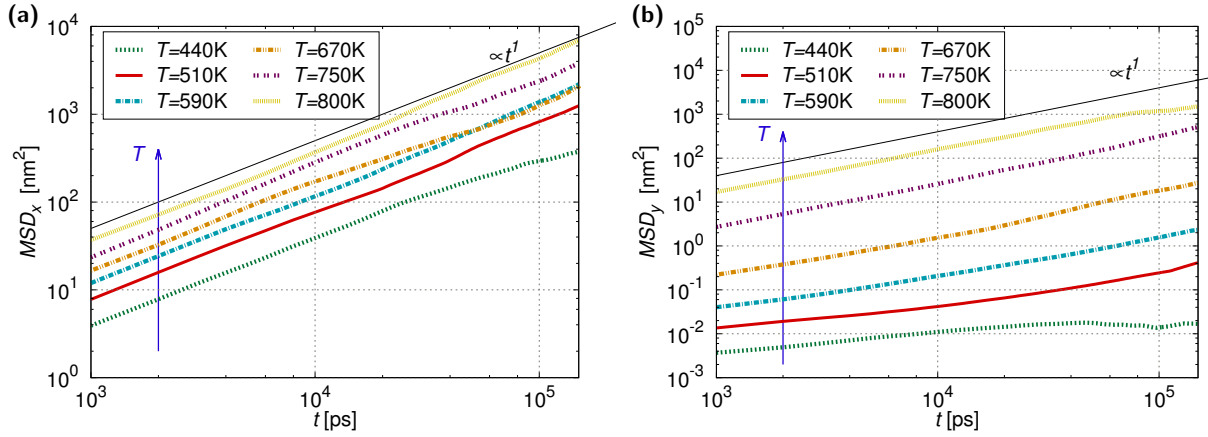 (a)
10^4
10^3
10^2
10^1
10^0
MSD_x [nm^2]
T=440K
T=510K
T=590K
T=670K
T=750K
T=800K
∝t^1
T
10^3
10^4
10^5
t [ps]
(b)
10^5
10^4
10^3
10^2
10^1
10^0
10^-1
10^-2
10^-3
MSD_y [nm^2]
T=440K
T=510K
T=590K
T=670K
T=750K
T=800K
∝t^1
T
10^3
10^4
10^5
t [ps]